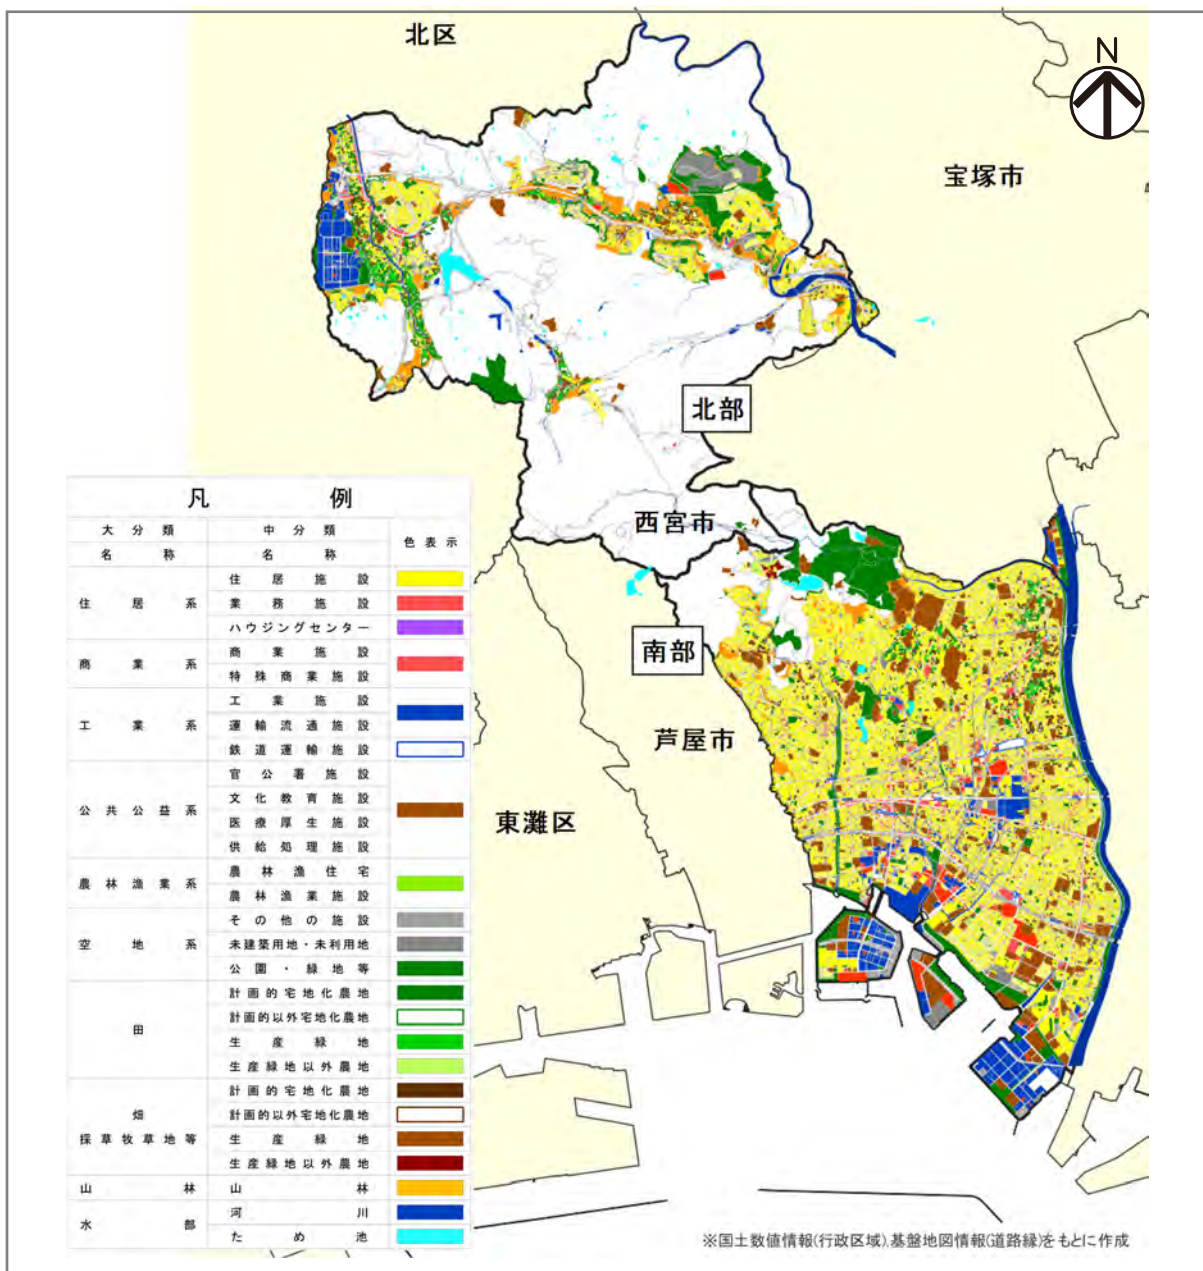 北区
N
宝塚市
北部
西宮市
南部
芦屋市
東灘区
凡例
大分類 中分類 色表示
名称 名称
住居系 住居施設
業務施設
ハウジングセンター
商業系 商業施設
特殊商業施設
工業系 工業施設
運輸流通施設
鉄道運輸施設
公共公益系 官公署施設
文化教育施設
医療厚生施設
供給処理施設
農林漁業系 農林漁住宅
農林漁業施設
空地系 その他の施設
未建築用地・未利用地
公園・緑地等
田 計画的宅地化農地
計画的以外宅地化農地
生産緑地
生産緑地以外農地
畑 計画的宅地化農地
計画的以外宅地化農地
採草牧草地等 生産緑地
生産緑地以外農地
山林 山林
水部 河川
ため池
※国土数値情報(行政区域),基盤地図情報(道路縁)をもとに作成